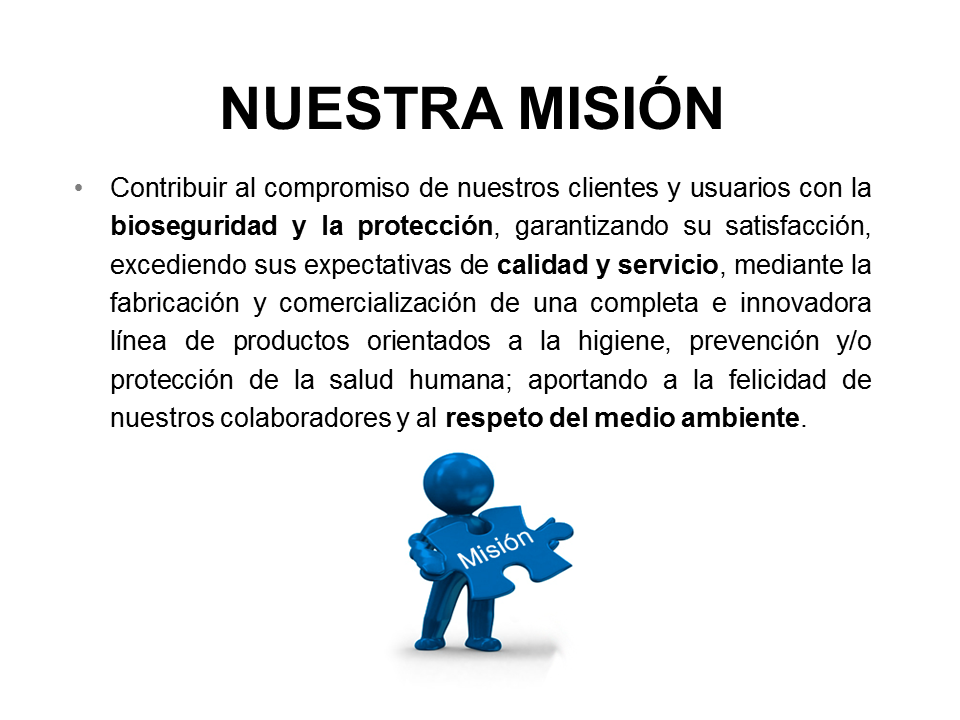 NUESTRA MISIÓN
• Contribuir al compromiso de nuestros clientes y usuarios con la
bioseguridad y la protección, garantizando su satisfacción,
excediendo sus expectativas de calidad y servicio, mediante la
fabricación y comercialización de una completa e innovadora
línea de productos orientados a la higiene, prevención y/o
protección de la salud humana; aportando a la felicidad de
nuestros colaboradores y al respeto del medio ambiente.
Misión